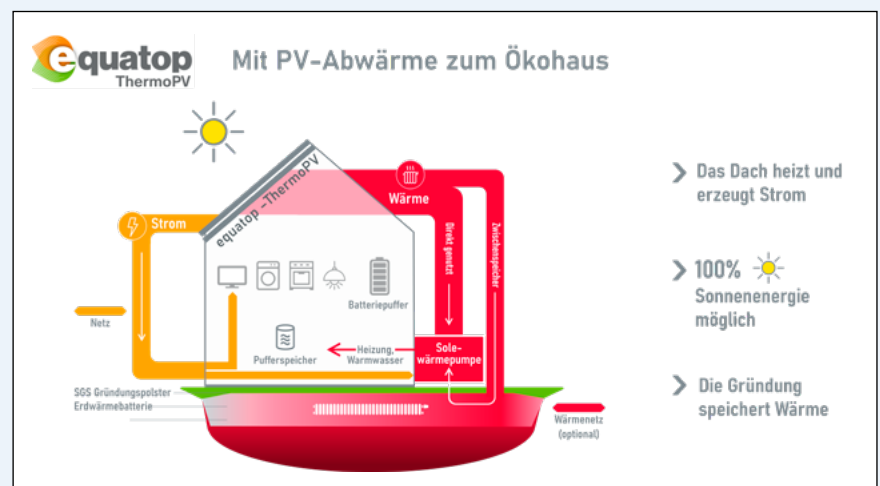 equatop
ThermoPV
Mit PV-Abwärme zum Ökohaus
equatop -ThermoPV
Wärme
Strom
Direkt genutzt
Zwischenspeicher
Batteriepuffer
Netz
Pufferspeicher
Heizung,
Warmwasser
Sole-
wärmepumpe
SGS Gründungspolster
Erdwärmebatterie
Wärmenetz
(optional)
Das Dach heizt und
erzeugt Strom
100%
Sonnenenergie
möglich
Die Gründung
speichert Wärme